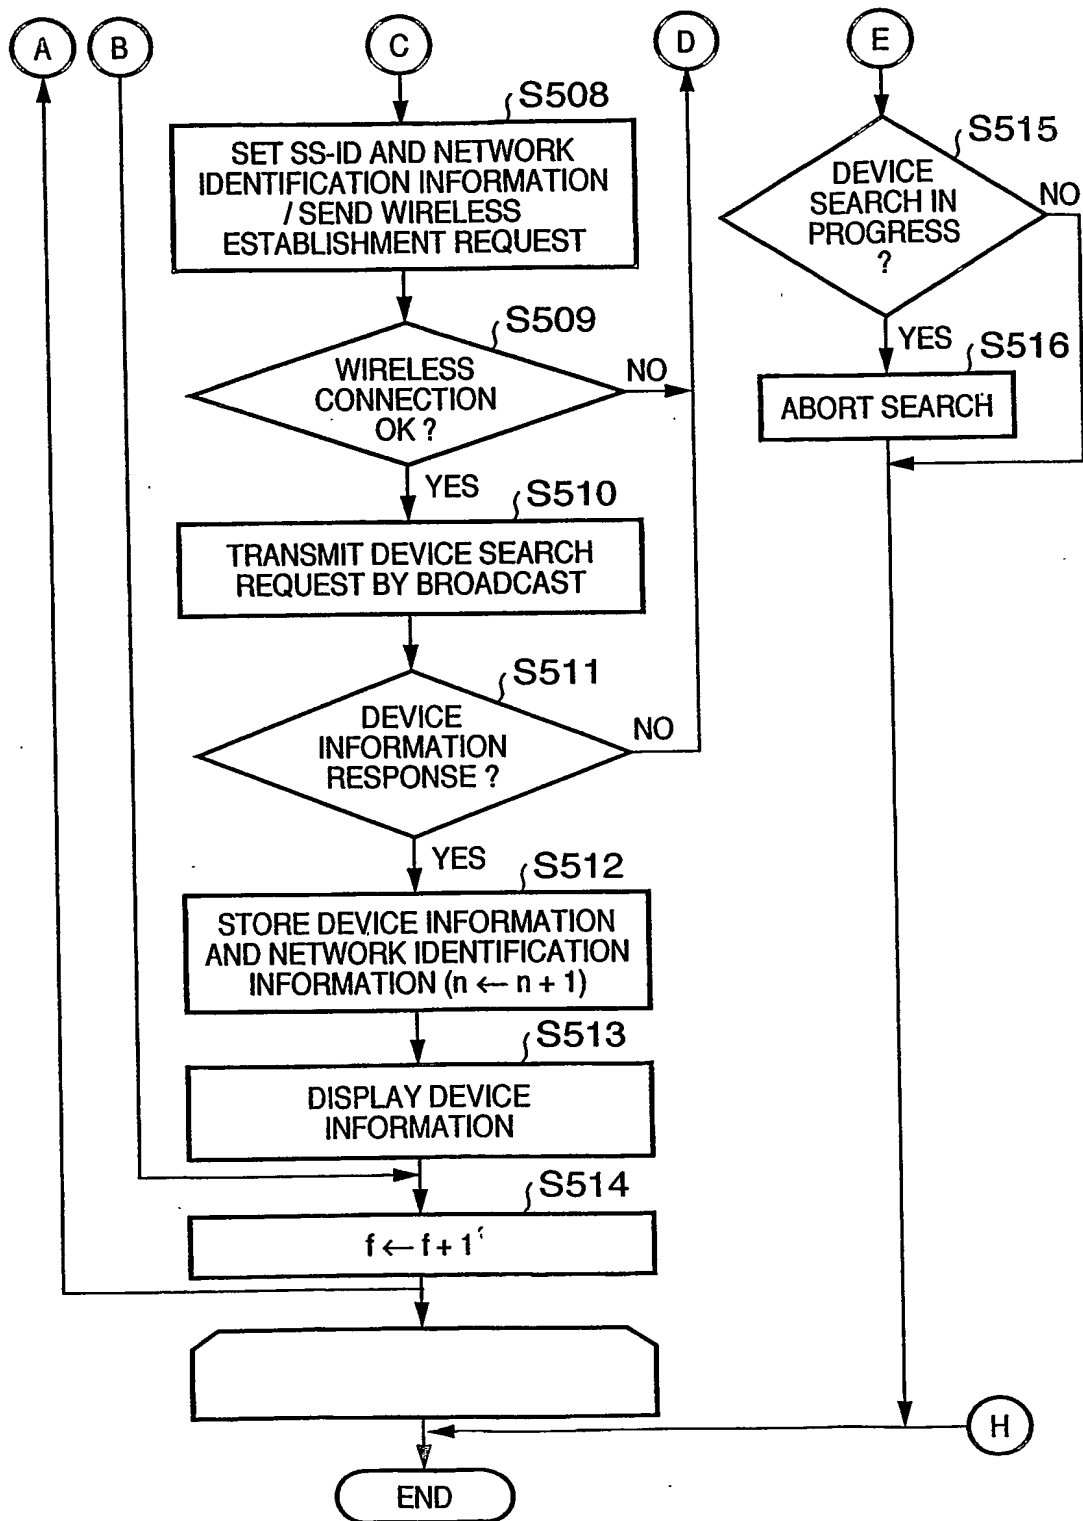 A
B
C
D
E
S508
SET SS-ID AND NETWORK
IDENTIFICATION INFORMATION
/ SEND WIRELESS
ESTABLISHMENT REQUEST
S515
DEVICE
SEARCH IN
PROGRESS
?
NO
YES
S516
ABORT SEARCH
S509
WIRELESS
CONNECTION
OK ?
NO
YES
S510
TRANSMIT DEVICE SEARCH
REQUEST BY BROADCAST
S511
DEVICE
INFORMATION
RESPONSE ?
NO
YES
S512
STORE DEVICE INFORMATION
AND NETWORK IDENTIFICATION
INFORMATION (n ← n + 1)
S513
DISPLAY DEVICE
INFORMATION
S514
f ← f + 1
H
END